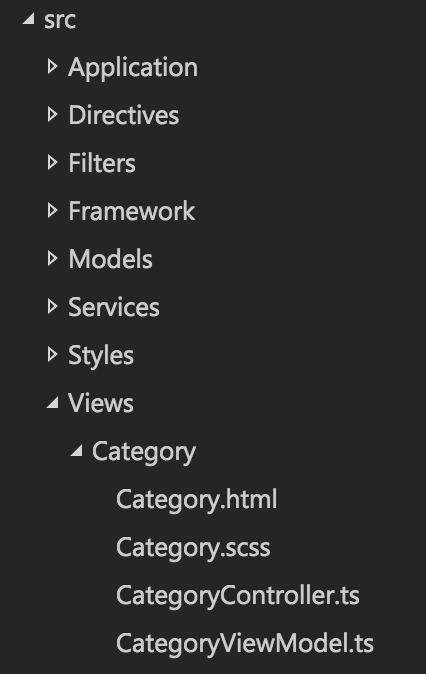 src
Application
Directives
Filters
Framework
Models
Services
Styles
Views
Category
Category.html
Category.scss
CategoryController.ts
CategoryViewModel.ts